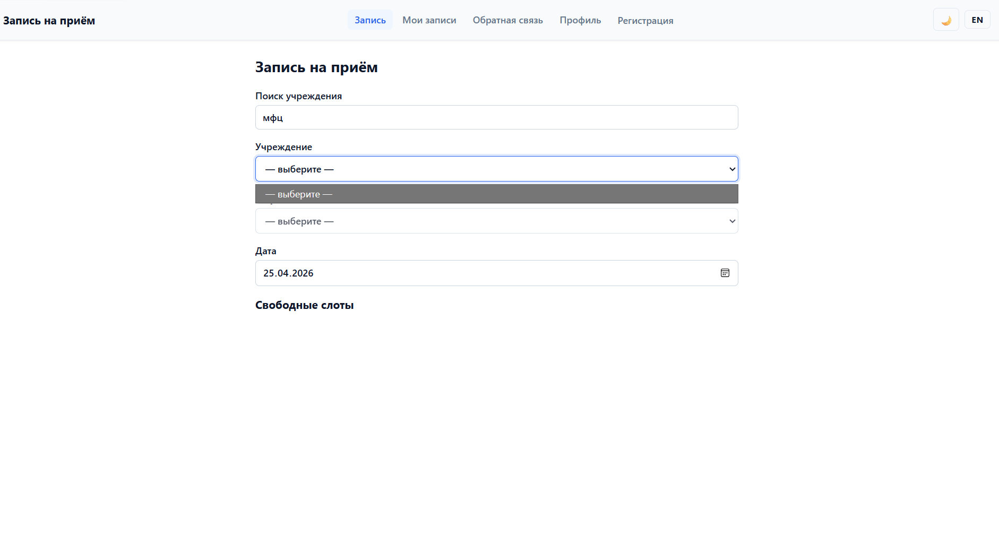 Запись на приём
Запись
Мои записи
Обратная связь
Профиль
Регистрация
EN
Запись на приём
Поиск учреждения
мфц
Учреждение
— выберите —
— выберите —
— выберите —
Дата
25.04.2026
Свободные слоты